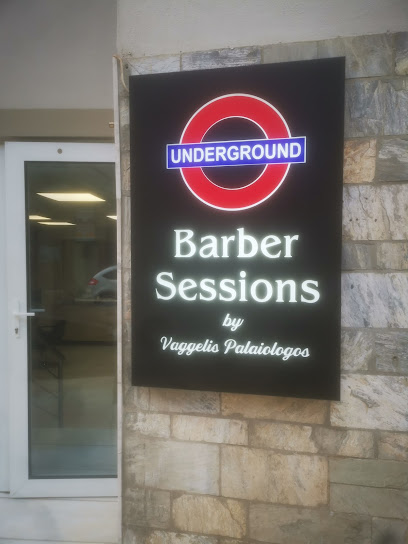 UNDERGROUND
Barber
Sessions
by
Vaggelis Palaiologos